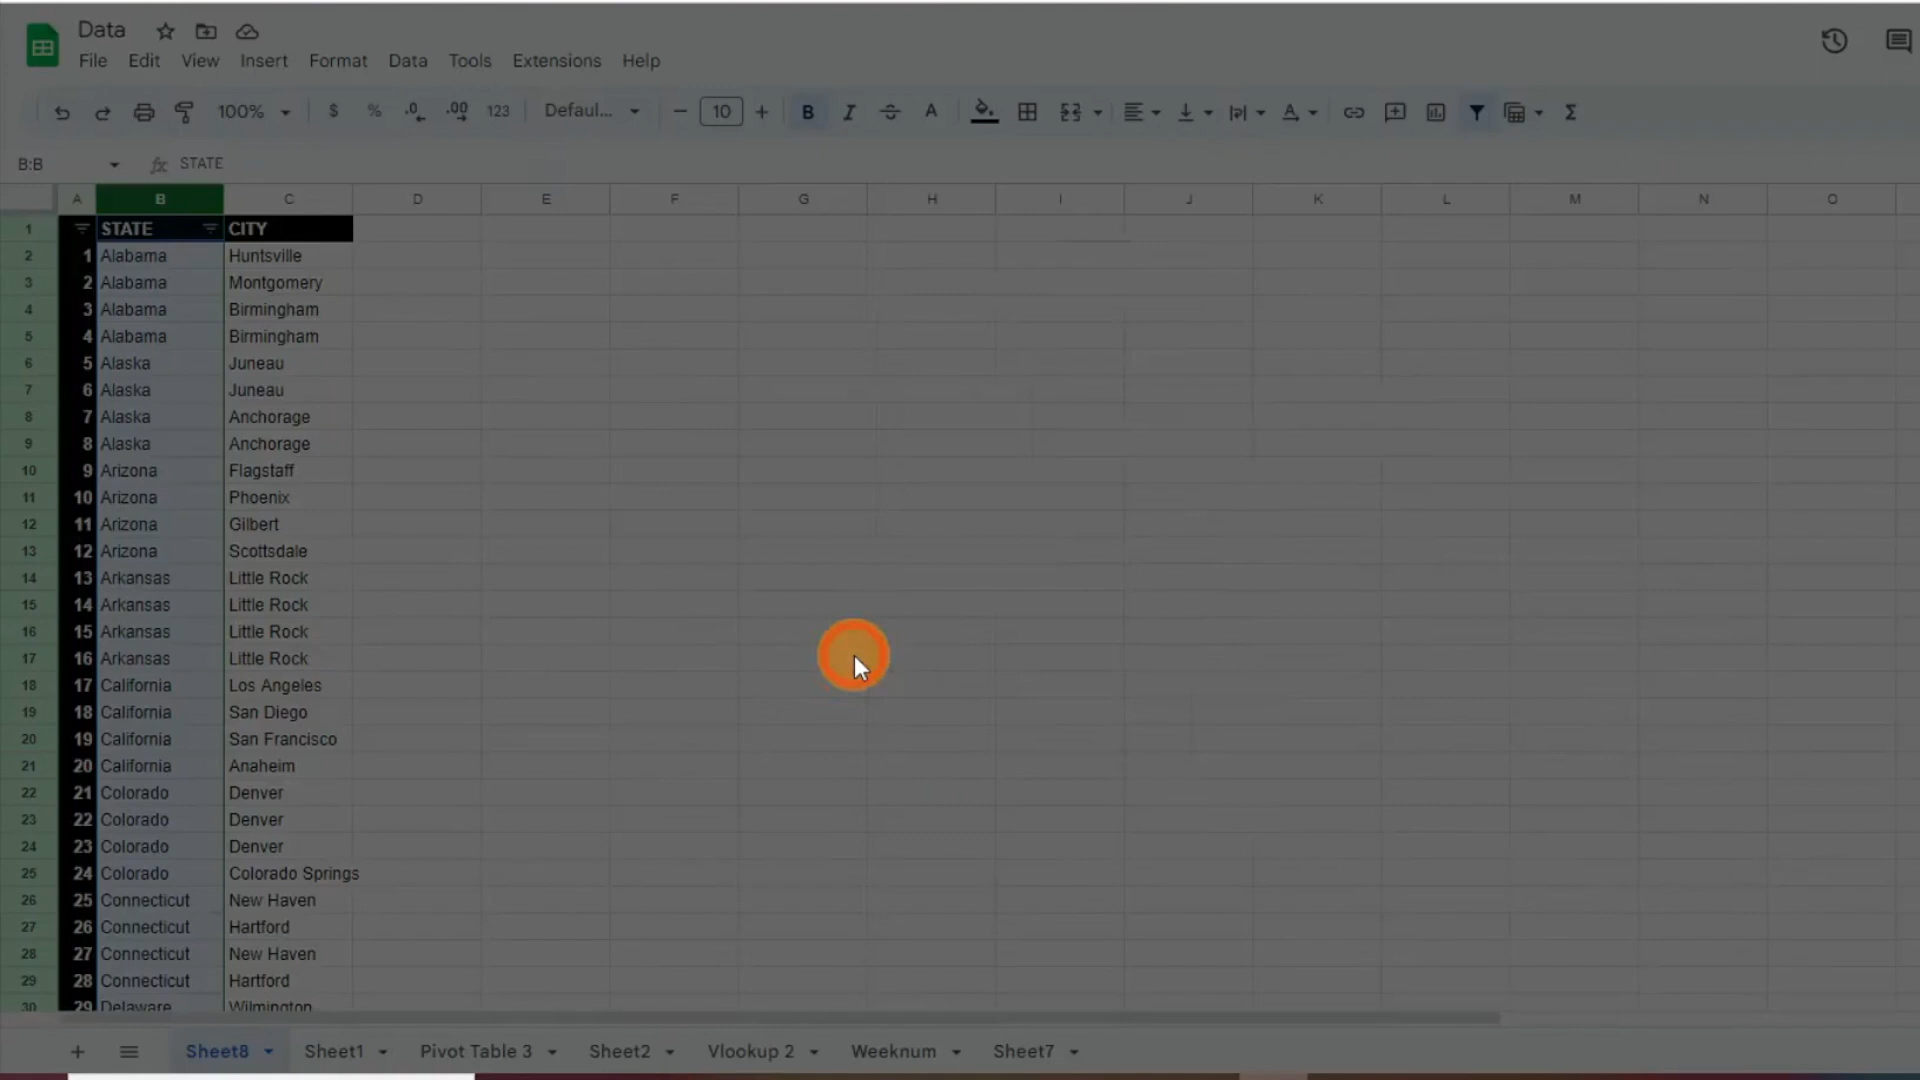 Data
File Edit View Insert Format Data Tools Extensions Help
100% $ % .0 .00 123 Defaul... − 10 + B I A A Σ
B:B fx STATE
A B C D E F G H I J K L M N O
1 STATE CITY
2 1 Alabama Huntsville
3 2 Alabama Montgomery
4 3 Alabama Birmingham
5 4 Alabama Birmingham
6 5 Alaska Juneau
7 6 Alaska Juneau
8 7 Alaska Anchorage
9 8 Alaska Anchorage
10 9 Arizona Flagstaff
11 10 Arizona Phoenix
12 11 Arizona Gilbert
13 12 Arizona Scottsdale
14 13 Arkansas Little Rock
15 14 Arkansas Little Rock
16 15 Arkansas Little Rock
17 16 Arkansas Little Rock
18 17 California Los Angeles
19 18 California San Diego
20 19 California San Francisco
21 20 California Anaheim
22 21 Colorado Denver
23 22 Colorado Denver
24 23 Colorado Denver
25 24 Colorado Colorado Springs
26 25 Connecticut New Haven
27 26 Connecticut Hartford
28 27 Connecticut New Haven
29 28 Connecticut Hartford
30 29 Delaware Wilmington
+ Sheet8 Sheet1 Pivot Table 3 Sheet2 Vlookup 2 Weeknum Sheet7